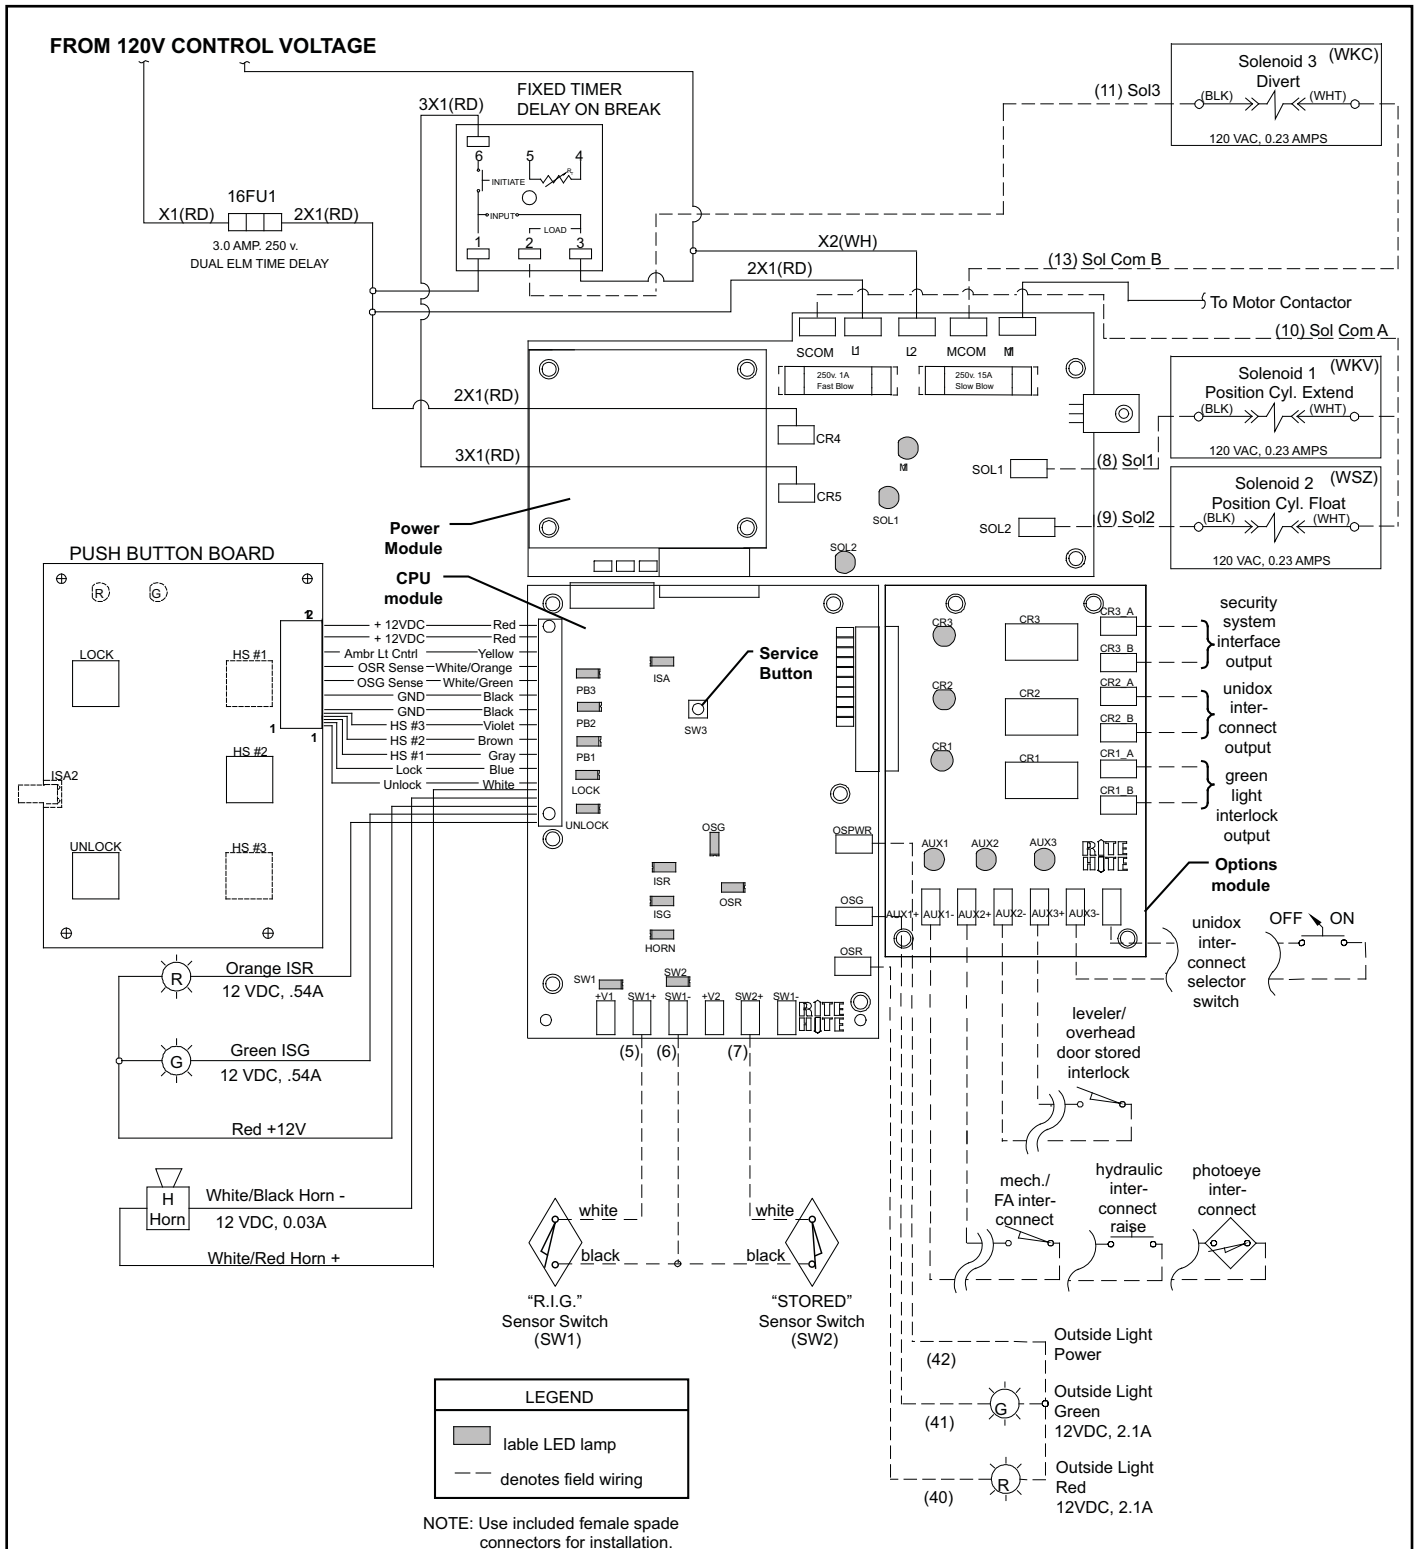 FROM 120V CONTROL VOLTAGE
FIXED TIMER
DELAY ON BREAK
3X1(RD)
6
5
4
INITIATE
INPUT
LOAD
1
2
3
16FU1
X1(RD)
2X1(RD)
3.0 AMP. 250 v.
DUAL ELM TIME DELAY
(11) Sol3
Solenoid 3
(WKC)
Divert
(BLK)
(WHT)
120 VAC, 0.23 AMPS
X2(WH)
2X1(RD)
(13) Sol Com B
To Motor Contactor
(10) Sol Com A
SCOM
L1
L2
MCOM
M1
250v. 1A
Fast Blow
250v. 15A
Slow Blow
Solenoid 1
(WKV)
Position Cyl. Extend
(BLK)
(WHT)
120 VAC, 0.23 AMPS
2X1(RD)
CR4
3X1(RD)
CR5
M1
SOL1
SOL1
(8) Sol1
Solenoid 2
(WSZ)
Position Cyl. Float
(BLK)
(WHT)
120 VAC, 0.23 AMPS
SOL2
(9) Sol2
SOL2
Power
Module
CPU
module
PUSH BUTTON BOARD
R
G
12
LOCK
HS #1
HS #2
1
1
ISA2
UNLOCK
HS #3
+ 12VDC
Red
+ 12VDC
Red
Ambr Lt Cntrl
Yellow
OSR Sense
White/Orange
OSG Sense
White/Green
GND
Black
GND
Black
HS #3
Violet
HS #2
Brown
HS #1
Gray
Lock
Blue
Unlock
White
PB3
PB2
PB1
LOCK
UNLOCK
ISA
Service
Button
SW3
OSG
ISR
ISG
OSR
HORN
SW1
SW2
+V1
SW1+
SW1-
+V2
SW2+
SW1-
RITE
HITE
OSPWR
OSG
OSR
CR3
CR3
CR3_A
CR3_B
CR2
CR2
CR2_A
CR2_B
CR1
CR1
CR1_A
CR1_B
security
system
interface
output
unidox
inter-
connect
output
green
light
interlock
output
AUX1
AUX2
AUX3
RITE
HITE
Options
module
AUX1+
AUX1-
AUX2+
AUX2-
AUX3+
AUX3-
unidox
inter-
connect
selector
switch
OFF
ON
R
Orange ISR
12 VDC, .54A
G
Green ISG
12 VDC, .54A
Red +12V
H
Horn
White/Black Horn -
12 VDC, 0.03A
White/Red Horn +
(5)
(6)
(7)
leveler/
overhead
door stored
interlock
mech./
FA inter-
connect
hydraulic
inter-
connect
raise
photoeye
inter-
connect
white
black
white
black
“R.I.G.”
Sensor Switch
(SW1)
“STORED”
Sensor Switch
(SW2)
(42)
Outside Light
Power
(41)
G
Outside Light
Green
12VDC, 2.1A
(40)
R
Outside Light
Red
12VDC, 2.1A
LEGEND
lable LED lamp
denotes field wiring
NOTE: Use included female spade
connectors for installation.